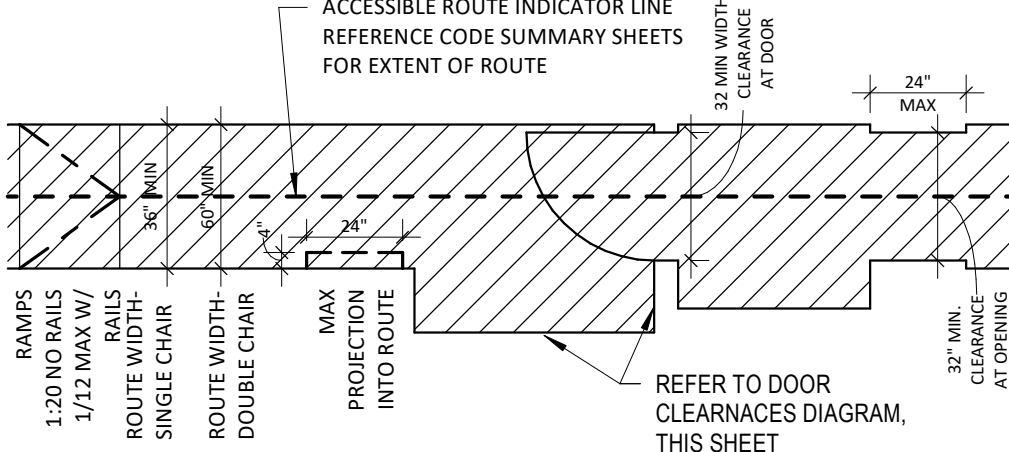 ACCESSIBLE ROUTE INDICATOR LINE
REFERENCE CODE SUMMARY SHEETS
FOR EXTENT OF ROUTE
32 MIN WIDTH
CLEARANCE
AT DOOR
24"
MAX
36" MIN
60" MIN
4"
24"
RAMPS
1:20 NO RAILS
1/12 MAX W/
RAILS
ROUTE WIDTH-
SINGLE CHAIR
ROUTE WIDTH-
DOUBLE CHAIR
MAX
PROJECTION
INTO ROUTE
32" MIN.
CLEARANCE
AT OPENING
REFER TO DOOR
CLEARNACES DIAGRAM,
THIS SHEET